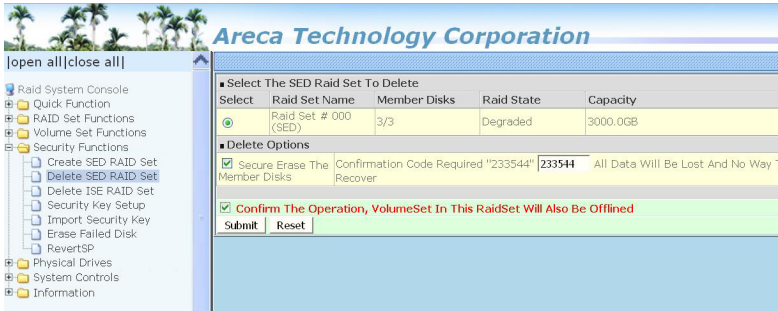 Areca Technology Corporation
|open all|close all|
Raid System Console
Quick Function
RAID Set Functions
Volume Set Functions
Security Functions
Create SED RAID Set
Delete SED RAID Set
Delete ISE RAID Set
Security Key Setup
Import Security Key
Erase Failed Disk
RevertSP
Physical Drives
System Controls
Information
Select The SED Raid Set To Delete
Select Raid Set Name Member Disks Raid State Capacity
Raid Set # 000 (SED) 3/3 Degraded 3000.0GB
Delete Options
Secure Erase The Member Disks
Confirmation Code Required "233544" 233544 All Data Will Be Lost And No Way
Recover
Confirm The Operation, VolumeSet In This RaidSet Will Also Be Offlined
Submit Reset